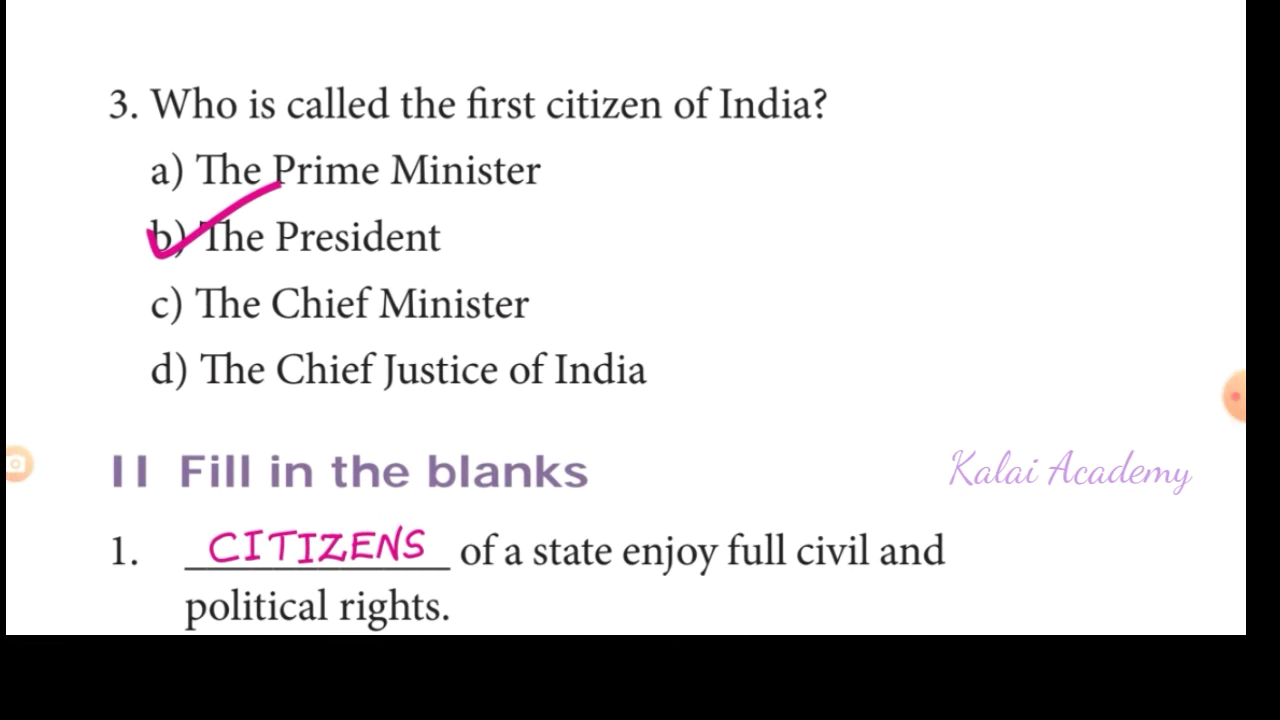 3. Who is called the first citizen of India?
a) The Prime Minister
b) The President
c) The Chief Minister
d) The Chief Justice of India
II Fill in the blanks
Kalai Academy
1. CITIZENS of a state enjoy full civil and
political rights.